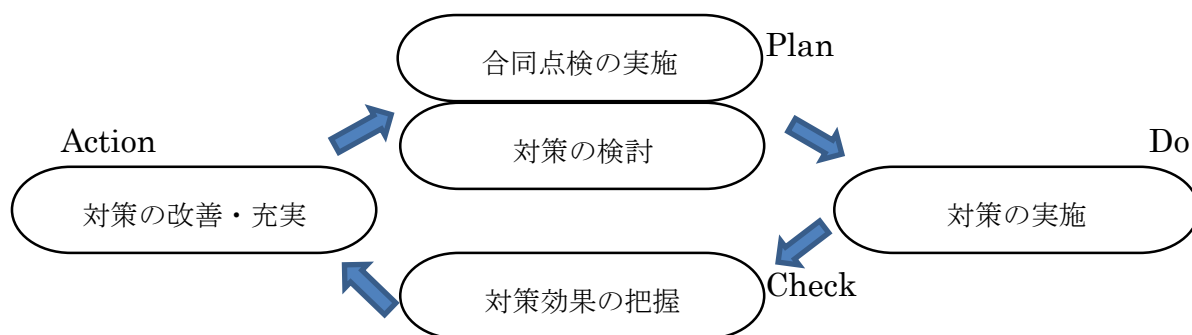 合同点検の実施
Plan
対策の検討
Action
Do
対策の改善・充実
対策の実施
対策効果の把握
Check